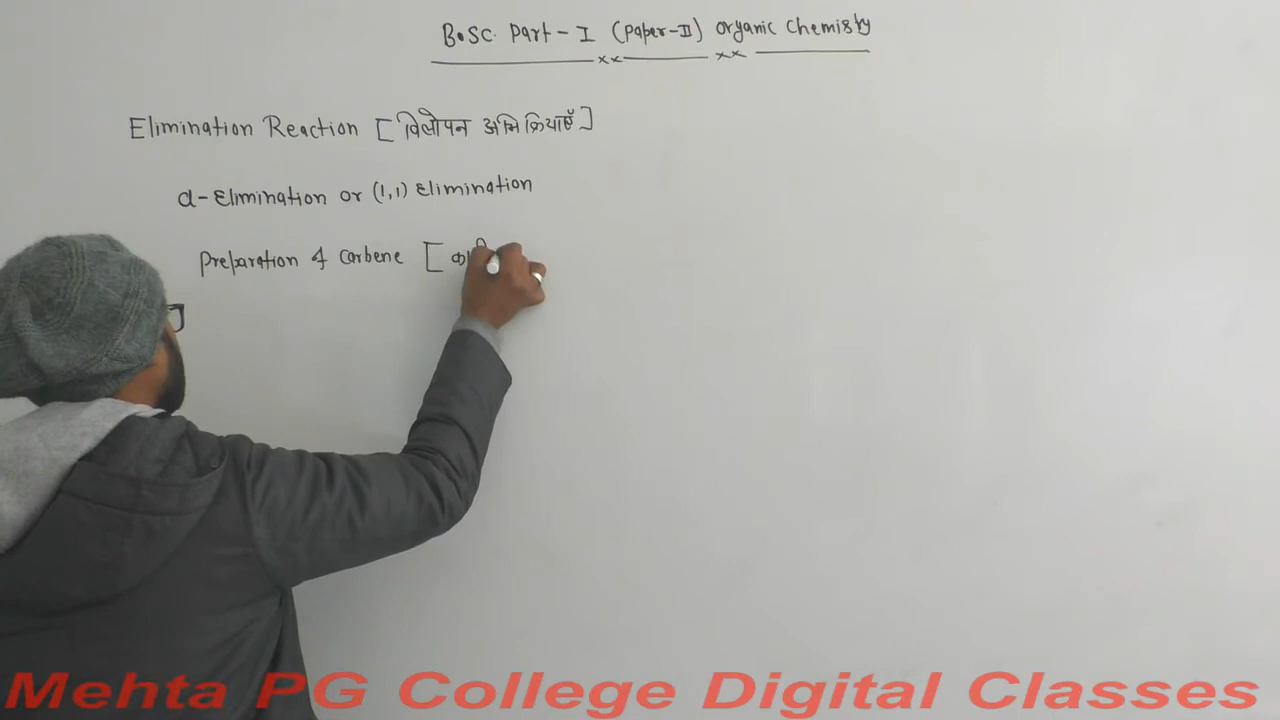 B.Sc. Part-I (Paper-II) Organic Chemistry
Elimination Reaction [विलोपन अभिक्रियाएँ]
α-Elimination or (1,1) Elimination
Preparation of Carbene [
Mehta PG College Digital Classes